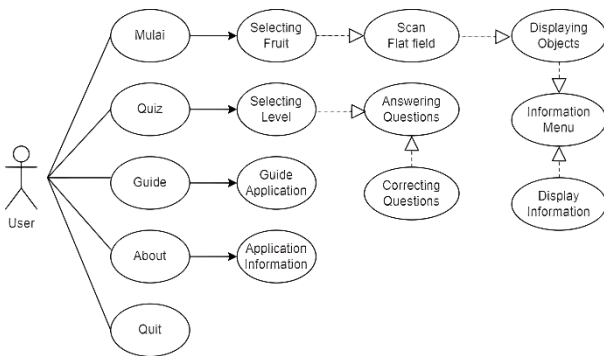 Mulai
Selecting
Fruit
Scan
Flat field
Displaying
Objects
Quiz
Selecting
Level
Answering
Questions
Information
Menu
User
Guide
Guide
Application
Correcting
Questions
Display
Information
About
Application
Information
Quit